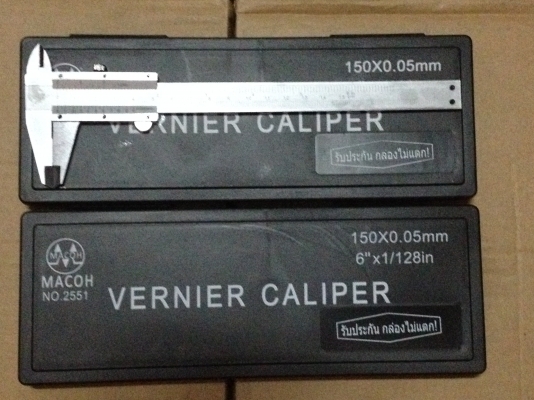 150X0.05mm
VERNIER CALIPER
รับประกัน กล่องไม่แตก!
MACOH
150X0.05mm
6"x1/128in
MACOH
NO.2551
VERNIER CALIPER
รับประกัน กล่องไม่แตก!